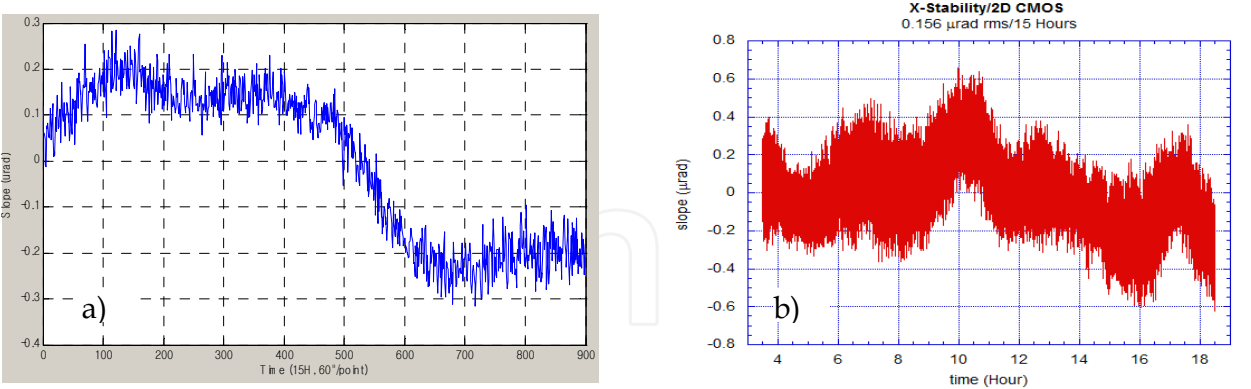 0.3
0.2
0.1
0
-0.1
-0.2
-0.3
-0.4
Slope (urad)
a)
0 100 200 300 400 500 600 700 800 900
Time (15H, 60"/point)
X-Stability/2D CMOS
0.156 μrad rms/15 Hours
0.8
0.6
0.4
0.2
0
-0.2
-0.4
-0.6
-0.8
slope (μrad)
b)
4 6 8 10 12 14 16 18
time (Hour)